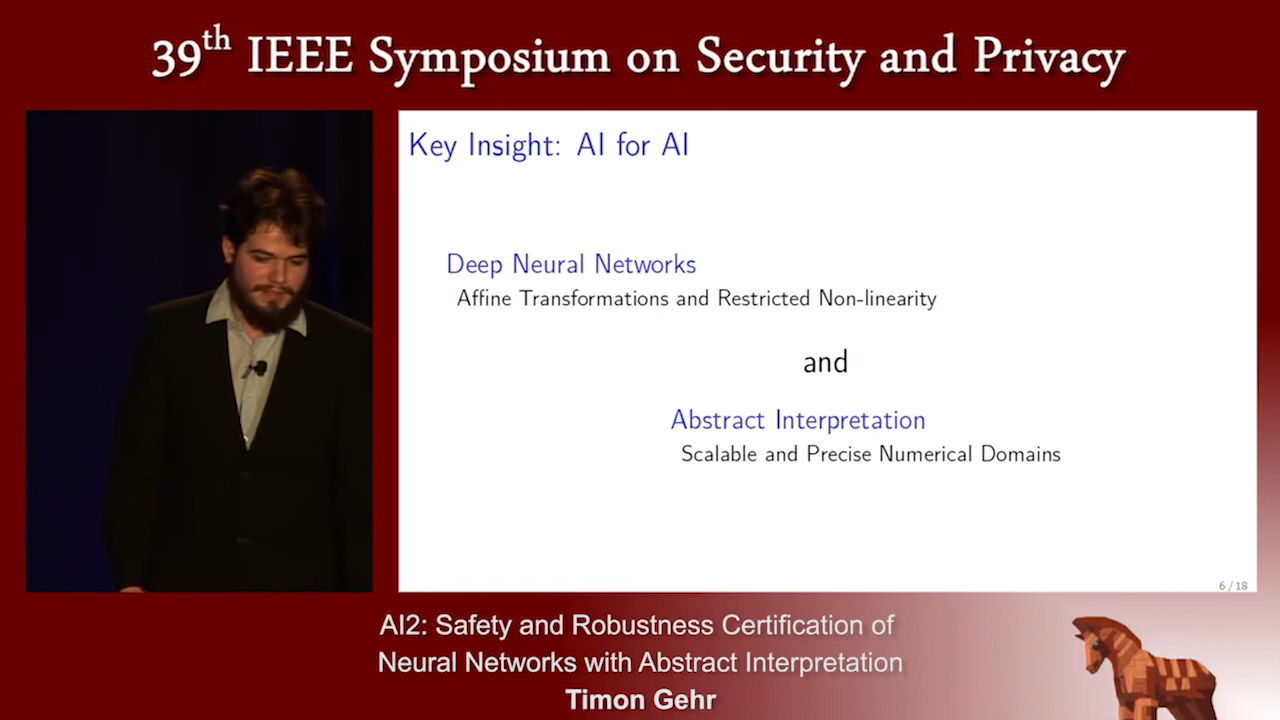 39th IEEE Symposium on Security and Privacy
Key Insight: AI for AI
Deep Neural Networks
Affine Transformations and Restricted Non-linearity
and
Abstract Interpretation
Scalable and Precise Numerical Domains
6 / 18
AI2: Safety and Robustness Certification of
Neural Networks with Abstract Interpretation
Timon Gehr